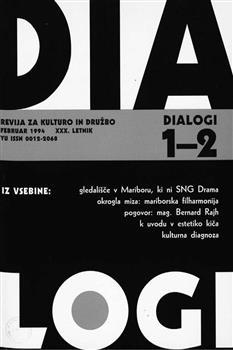 DIA
REVIJA ZA KULTURO IN DRUŽBO
FEBRUAR 1994 XXX. LETNIK
YU ISSN 0012-2068
DIALOGI
1—2
IZ VSEBINE:
gledališče v Mariboru, ki ni SNG Drama
okrogla miza: mariborska filharmonija
pogovor: mag. Bernard Rajh
k uvodu v estetiko kiča
kulturna diagnoza
LOGI